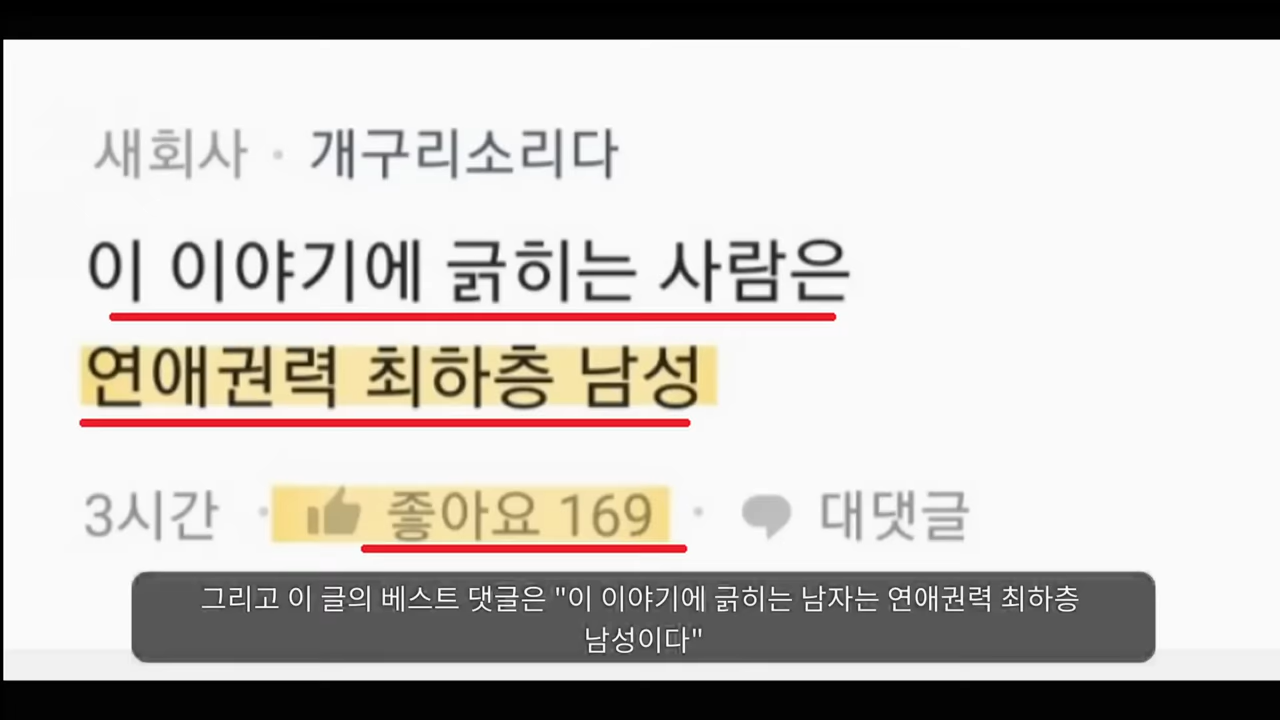 새회사 · 개구리소리다
이 이야기에 긁히는 사람은
연애권력 최하층 남성
3시간 · 좋아요 169 · 대댓글
그리고 이 글의 베스트 댓글은 "이 이야기에 긁히는 남자는 연애권력 최하층
남성이다"